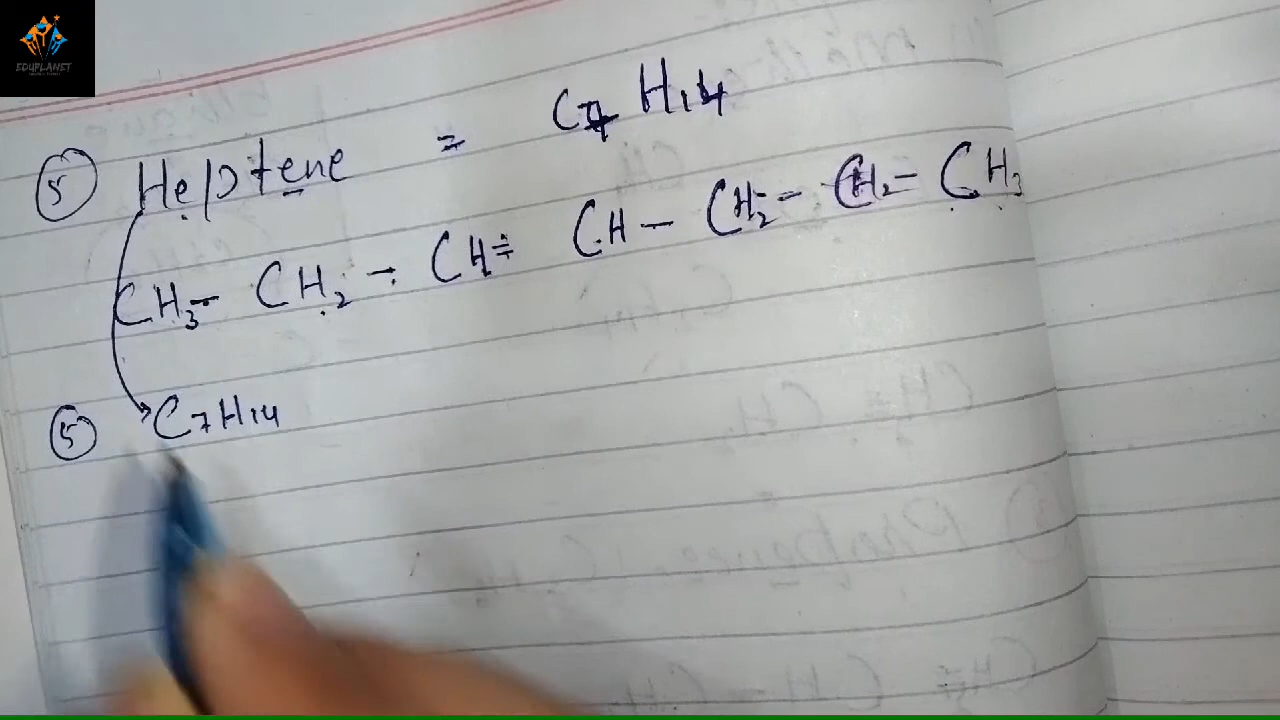 EDUPLANET
5 Heptene = C7 H14
CH3 - CH2 - CH = CH - CH2 - CH2 - CH3
5 C7H14